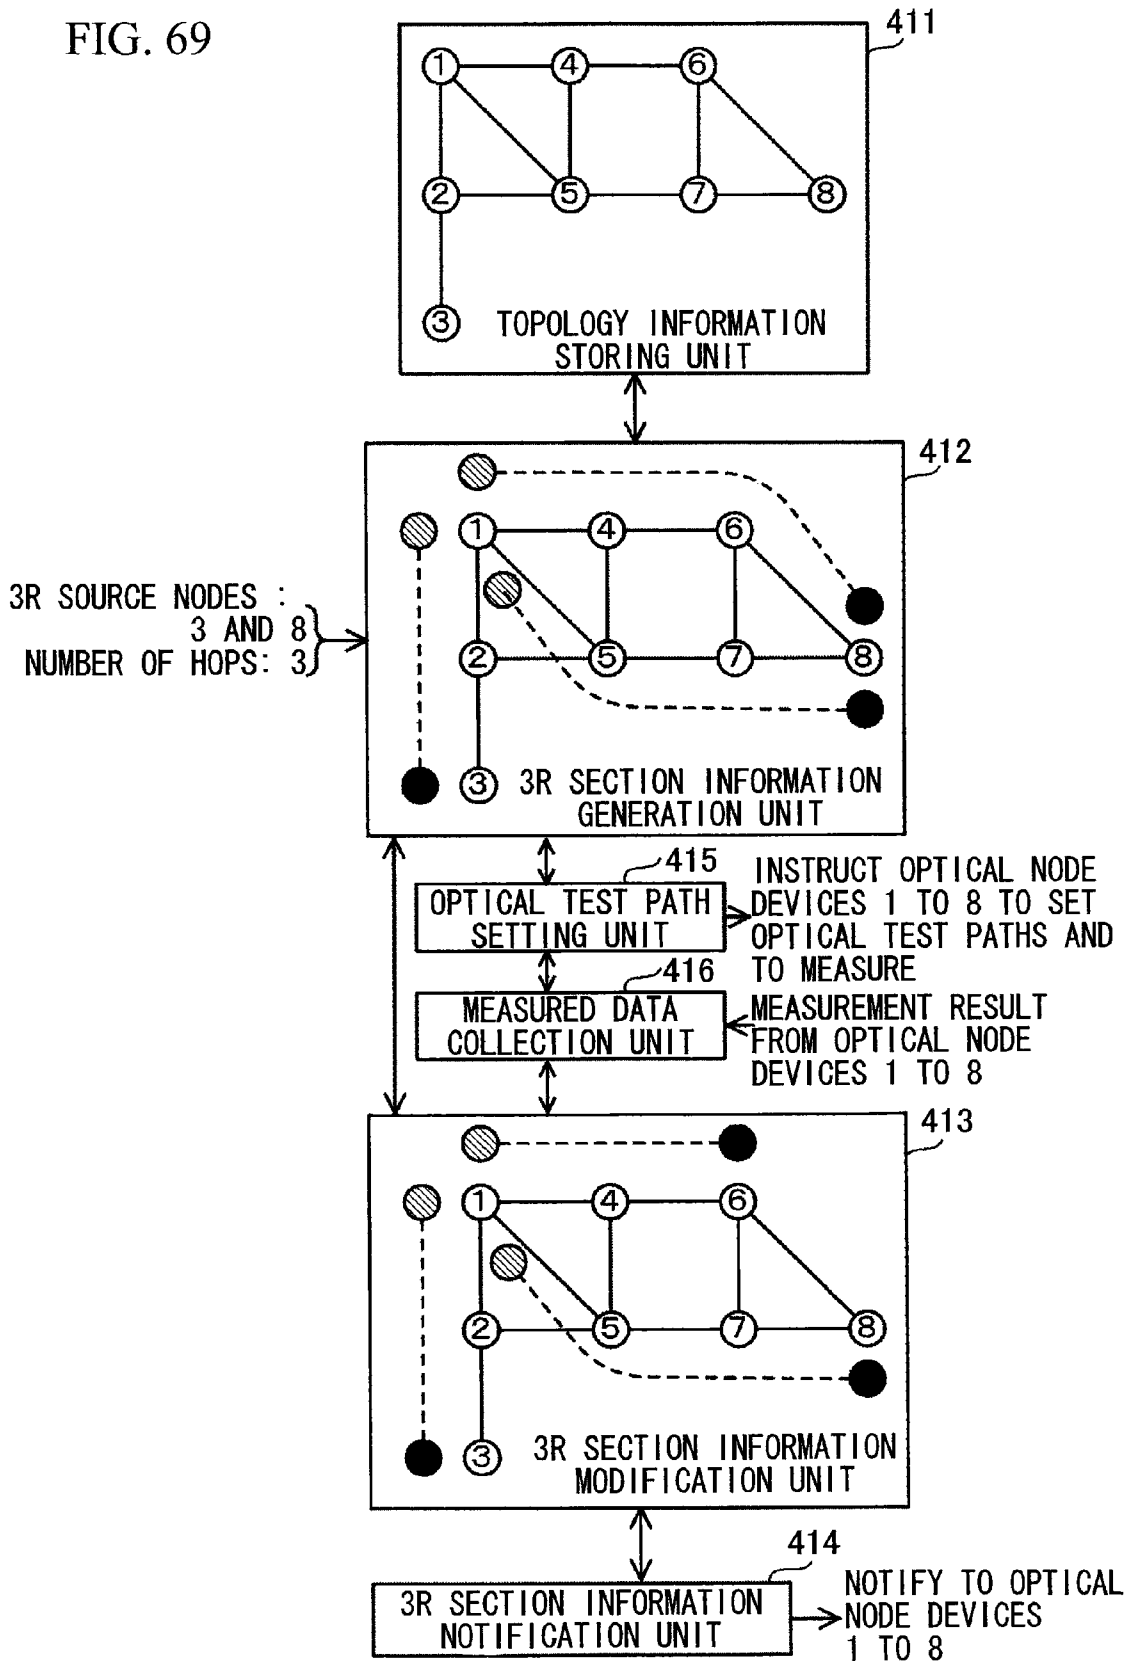 FIG. 69
411
1 4 6
2 5 7 8
3
TOPOLOGY INFORMATION
STORING UNIT
412
1 4 6
3R SOURCE NODES :
3 AND 8
NUMBER OF HOPS: 3
2 5 7 8
3
3R SECTION INFORMATION
GENERATION UNIT
415
OPTICAL TEST PATH
SETTING UNIT
INSTRUCT OPTICAL NODE
DEVICES 1 TO 8 TO SET
OPTICAL TEST PATHS AND
TO MEASURE
416
MEASURED DATA
COLLECTION UNIT
MEASUREMENT RESULT
FROM OPTICAL NODE
DEVICES 1 TO 8
413
1 4 6
2 5 7 8
3
3R SECTION INFORMATION
MODIFICATION UNIT
414
3R SECTION INFORMATION
NOTIFICATION UNIT
NOTIFY TO OPTICAL
NODE DEVICES
1 TO 8